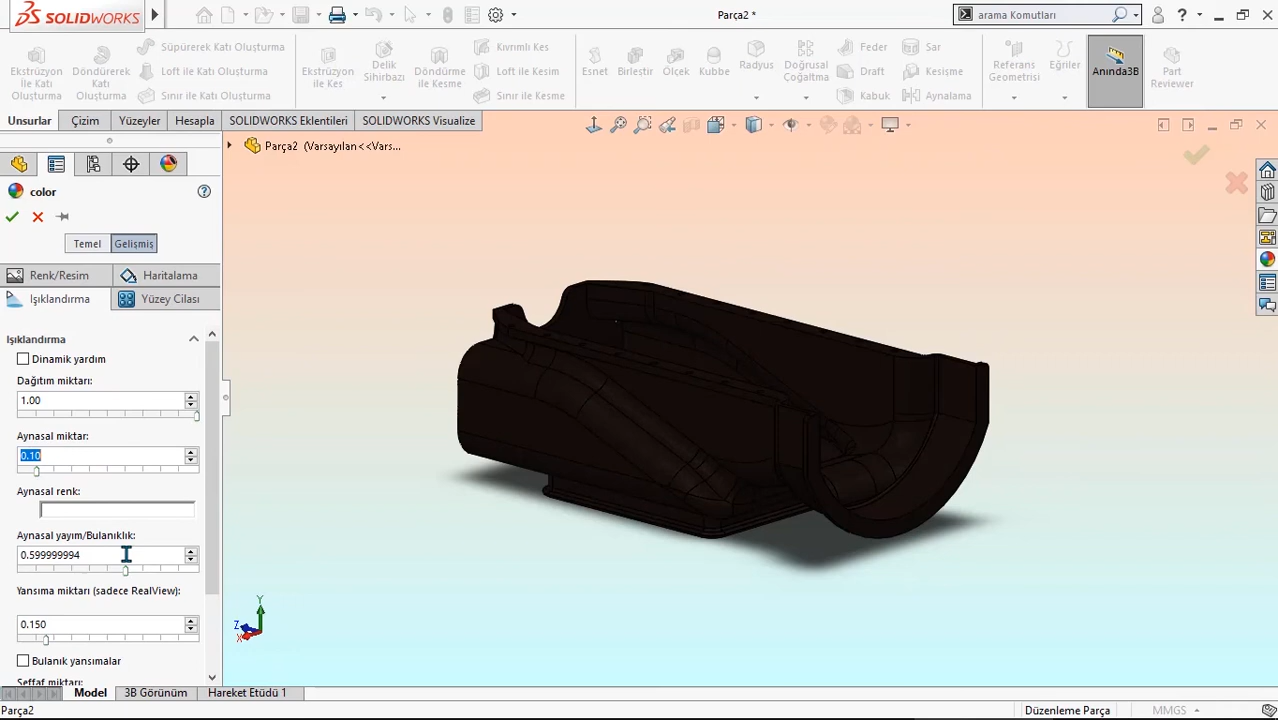 SOLIDWORKS
Parça2 *
arama Komutları
Ekstrüzyon
İle Katı
Oluşturma
Döndürerek
Katı
Oluşturma
Süpürerek Katı Oluşturma
Loft ile Katı Oluşturma
Sınır ile Katı Oluşturma
Ekstrüzyon
ile Kes
Delik
Sihirbazı
Döndürme
ile Kesme
Kıvrımlı Kes
Loft ile Kesim
Sınır ile Kesme
Esnet
Birleştir
Ölçek
Kubbe
Radyus
Doğrusal
Çoğaltma
Feder
Draft
Kabuk
Sar
Kesişme
Aynalama
Referans
Geometrisi
Eğriler
Anında3B
Part
Reviewer
Unsurlar
Çizim
Yüzeyler
Hesapla
SOLIDWORKS Eklentileri
SOLIDWORKS Visualize
Parça2 (Varsayılan<<Vars...
color
Temel
Gelişmiş
Renk/Resim
Haritalama
Işıklandırma
Yüzey Cilası
Işıklandırma
Dinamik yardım
Dağıtım miktarı:
1.00
Aynasal miktar:
0.10
Aynasal renk:
Aynasal yayım/Bulanıklık:
0.599999994
Yansıma miktarı (sadece RealView):
0.150
Bulanık yansımalar
Şeffaf miktar:
Y
Z
X
Model
3B Görünüm
Hareket Etüdü 1
Parça2
Düzenleme Parça
MMGS